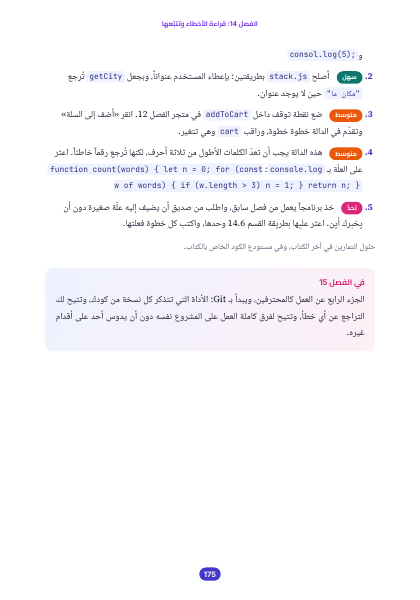 الفصل 14: قراءة الأخطاء وتتبّعها
و consol.log(5);
2. سهل أصلح stack.js بطريقتين: بإعطاء المستخدم عنواناً، وبجعل getCity تُرجع
"مكان ما" حين لا يوجد عنوان.
3. متوسط ضع نقطة توقف داخل addToCart في متجر الفصل 12. انقر «أضف إلى السلة»
وتقدّم في الدالة خطوة خطوة، وراقب cart وهي تتغير.
4. متوسط هذه الدالة يجب أن تعدّ الكلمات الأطول من ثلاثة أحرف، لكنها تُرجع رقماً خاطئاً. اعثر
على العلّة بـ console.log: function count(words) { let n = 0; for (const
w of words) { if (w.length > 3) n = 1; } return n; }
5. تحدٍّ خذ برنامجاً يعمل من فصل سابق، واطلب من صديق أن يضيف إليه علّة صغيرة دون أن
يخبرك أين. اعثر عليها بطريقة القسم 14.6 وحدها، واكتب كل خطوة فعلتها.
حلول التمارين في آخر الكتاب، وفي مستودع الكود الخاص بالكتاب.
في الفصل 15
الجزء الرابع عن العمل كالمحترفين، ويبدأ بـ Git: الأداة التي تتذكر كل نسخة من كودك، وتتيح لك
التراجع عن أي خطأ، وتتيح لفرق كاملة العمل على المشروع نفسه دون أن يدوس أحد على أقدام
غيره.
175